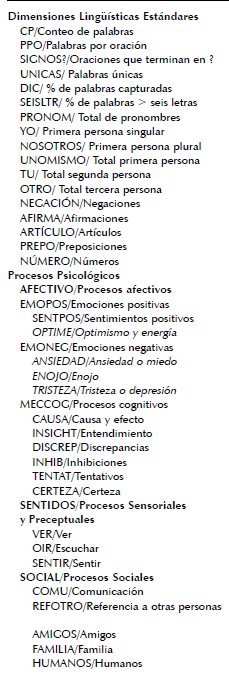 Dimensiones Lingüísticas Estándares
CP/Conteo de palabras
PPO/Palabras por oración
SIGNOS?/Oraciones que terminan en ?
UNICAS/ Palabras únicas
DIC/ % de palabras capturadas
SEISLTR/ % de palabras > seis letras
PRONOM/ Total de pronombres
YO/ Primera persona singular
NOSOTROS/ Primera persona plural
UNOMISMO/ Total primera persona
TU/ Total segunda persona
OTRO/ Total tercera persona
NEGACIÓN/Negaciones
AFIRMA/Afirmaciones
ARTÍCULO/Artículos
PREPO/Preposiciones
NÚMERO/Números
Procesos Psicológicos
AFECTIVO/Procesos afectivos
EMOPOS/Emociones positivas
SENTPOS/Sentimientos positivos
OPTIME/Optimismo y energía
EMONEG/Emociones negativas
ANSIEDAD/Ansiedad o miedo
ENOJO/Enojo
TRISTEZA/Tristeza o depresión
MECCOG/Procesos cognitivos
CAUSA/Causa y efecto
INSIGHT/Entendimiento
DISCREP/Discrepancias
INHIB/Inhibiciones
TENTAT/Tentativos
CERTEZA/Certeza
SENTIDOS/Procesos Sensoriales
y Preceptuales
VER/Ver
OIR/Escuchar
SENTIR/Sentir
SOCIAL/Procesos Sociales
COMU/Comunicación
REFOTRO/Referencia a otras personas
AMIGOS/Amigos
FAMILIA/Familia
HUMANOS/Humanos